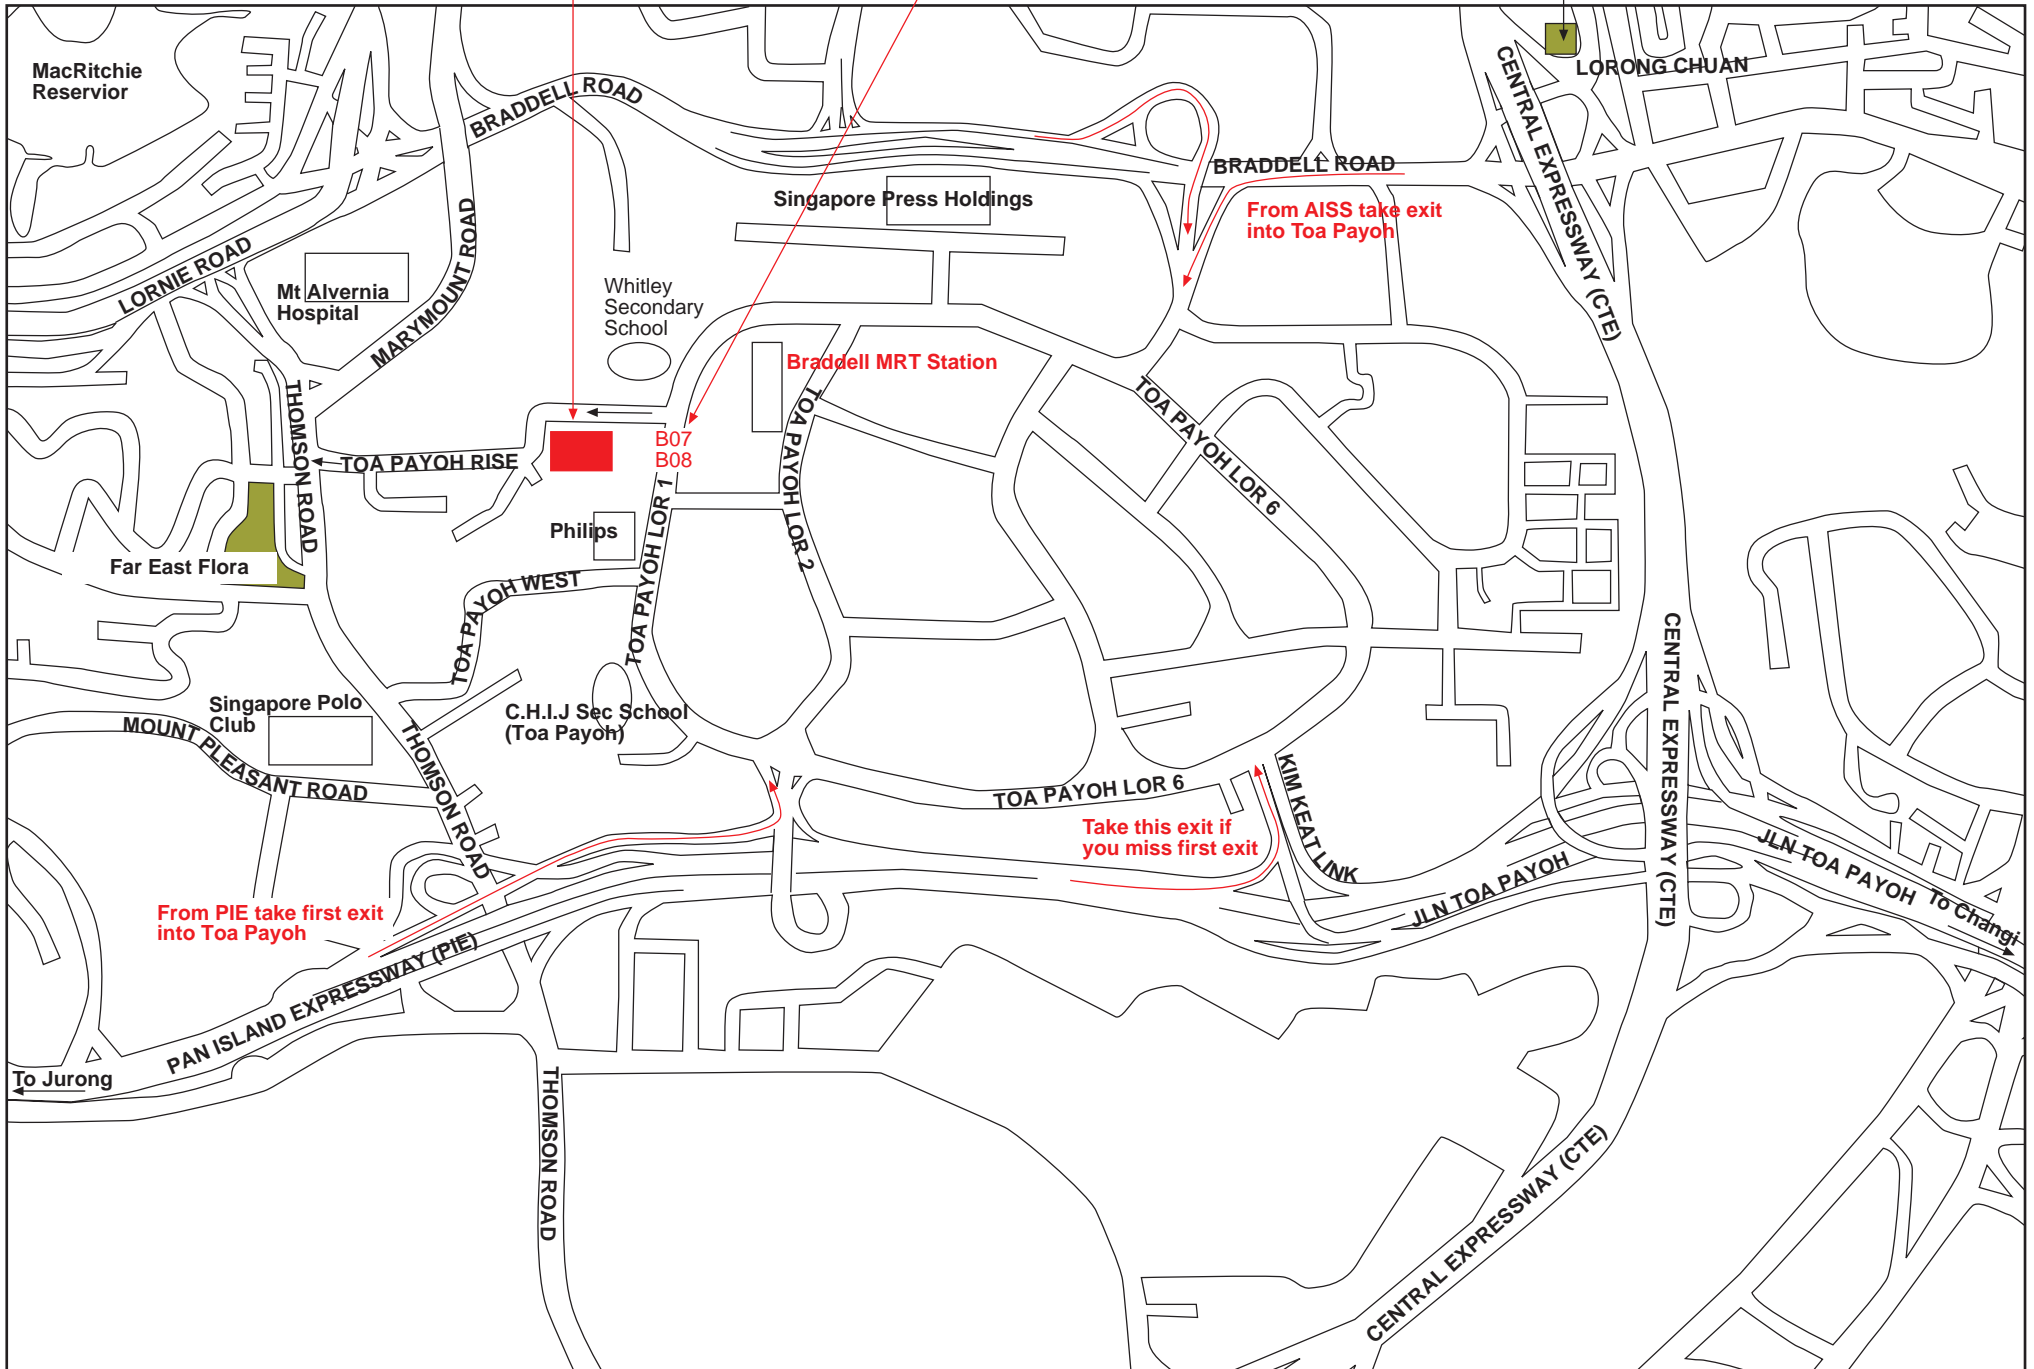 MacRitchie
Reservior
BRADDELL ROAD
CENTRAL EXPRESSWAY (CTE)
LORONG CHUAN
BRADDELL ROAD
Singapore Press Holdings
From AISS take exit
into Toa Payoh
LORNIE ROAD
MARYMOUNT ROAD
Mt Alvernia
Hospital
Whitley
Secondary
School
Braddell MRT Station
THOMSON ROAD
TOA PAYOH RISE
B07
B08
TOA PAYOH LOR 1
TOA PAYOH LOR 2
TOA PAYOH LOR 6
Philips
Far East Flora
TOA PAYOH WEST
Singapore Polo
Club
C.H.I.J Sec School
(Toa Payoh)
MOUNT PLEASANT ROAD
THOMSON ROAD
TOA PAYOH LOR 6
KIM KEAT LINK
CENTRAL EXPRESSWAY (CTE)
Take this exit if
you miss first exit
JLN TOA PAYOH
JLN TOA PAYOH
To Changi
From PIE take first exit
into Toa Payoh
PAN ISLAND EXPRESSWAY (PIE)
To Jurong
THOMSON ROAD
CENTRAL EXPRESSWAY (CTE)